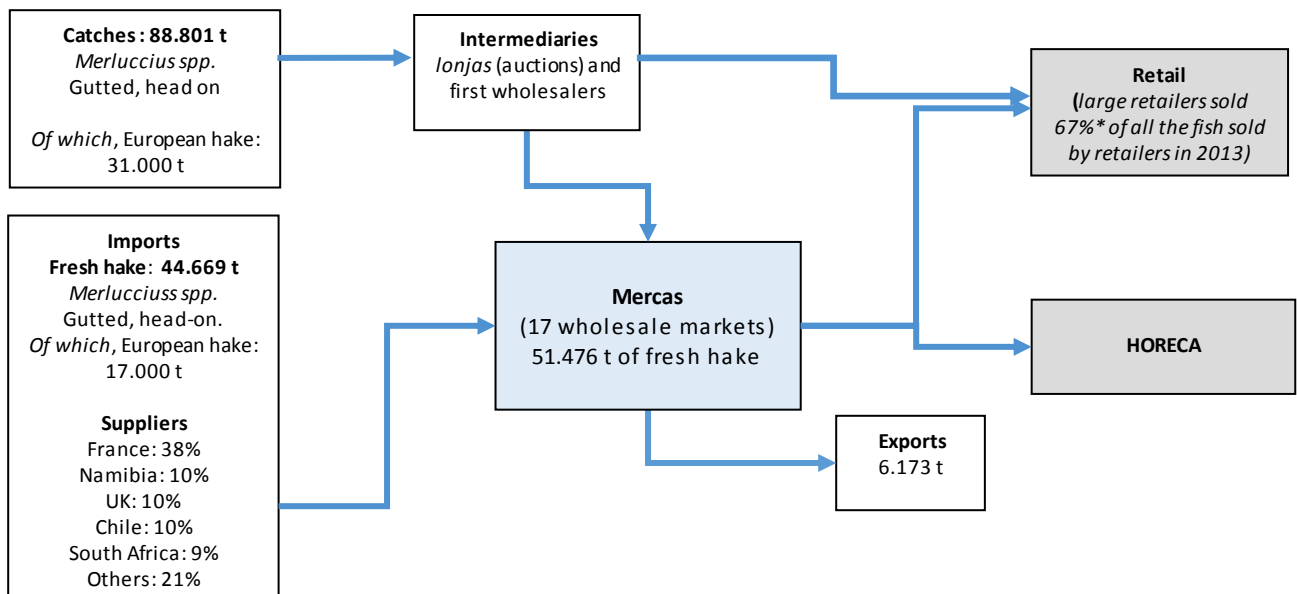 Catches : 88.801 t
Merluccius spp.
Gutted, head on
Of which, European hake:
31.000 t
Intermediaries
lonjas (auctions) and
first wholesalers
Retail
(large retailers sold
67%* of all the fish sold
by retailers in 2013)
Imports
Fresh hake: 44.669 t
Merlucciuss spp.
Gutted, head-on.
Of which, European hake:
17.000 t
Suppliers
France: 38%
Namibia: 10%
UK: 10%
Chile: 10%
South Africa: 9%
Others: 21%
Mercas
(17 wholesale markets)
51.476 t of fresh hake
HORECA
Exports
6.173 t